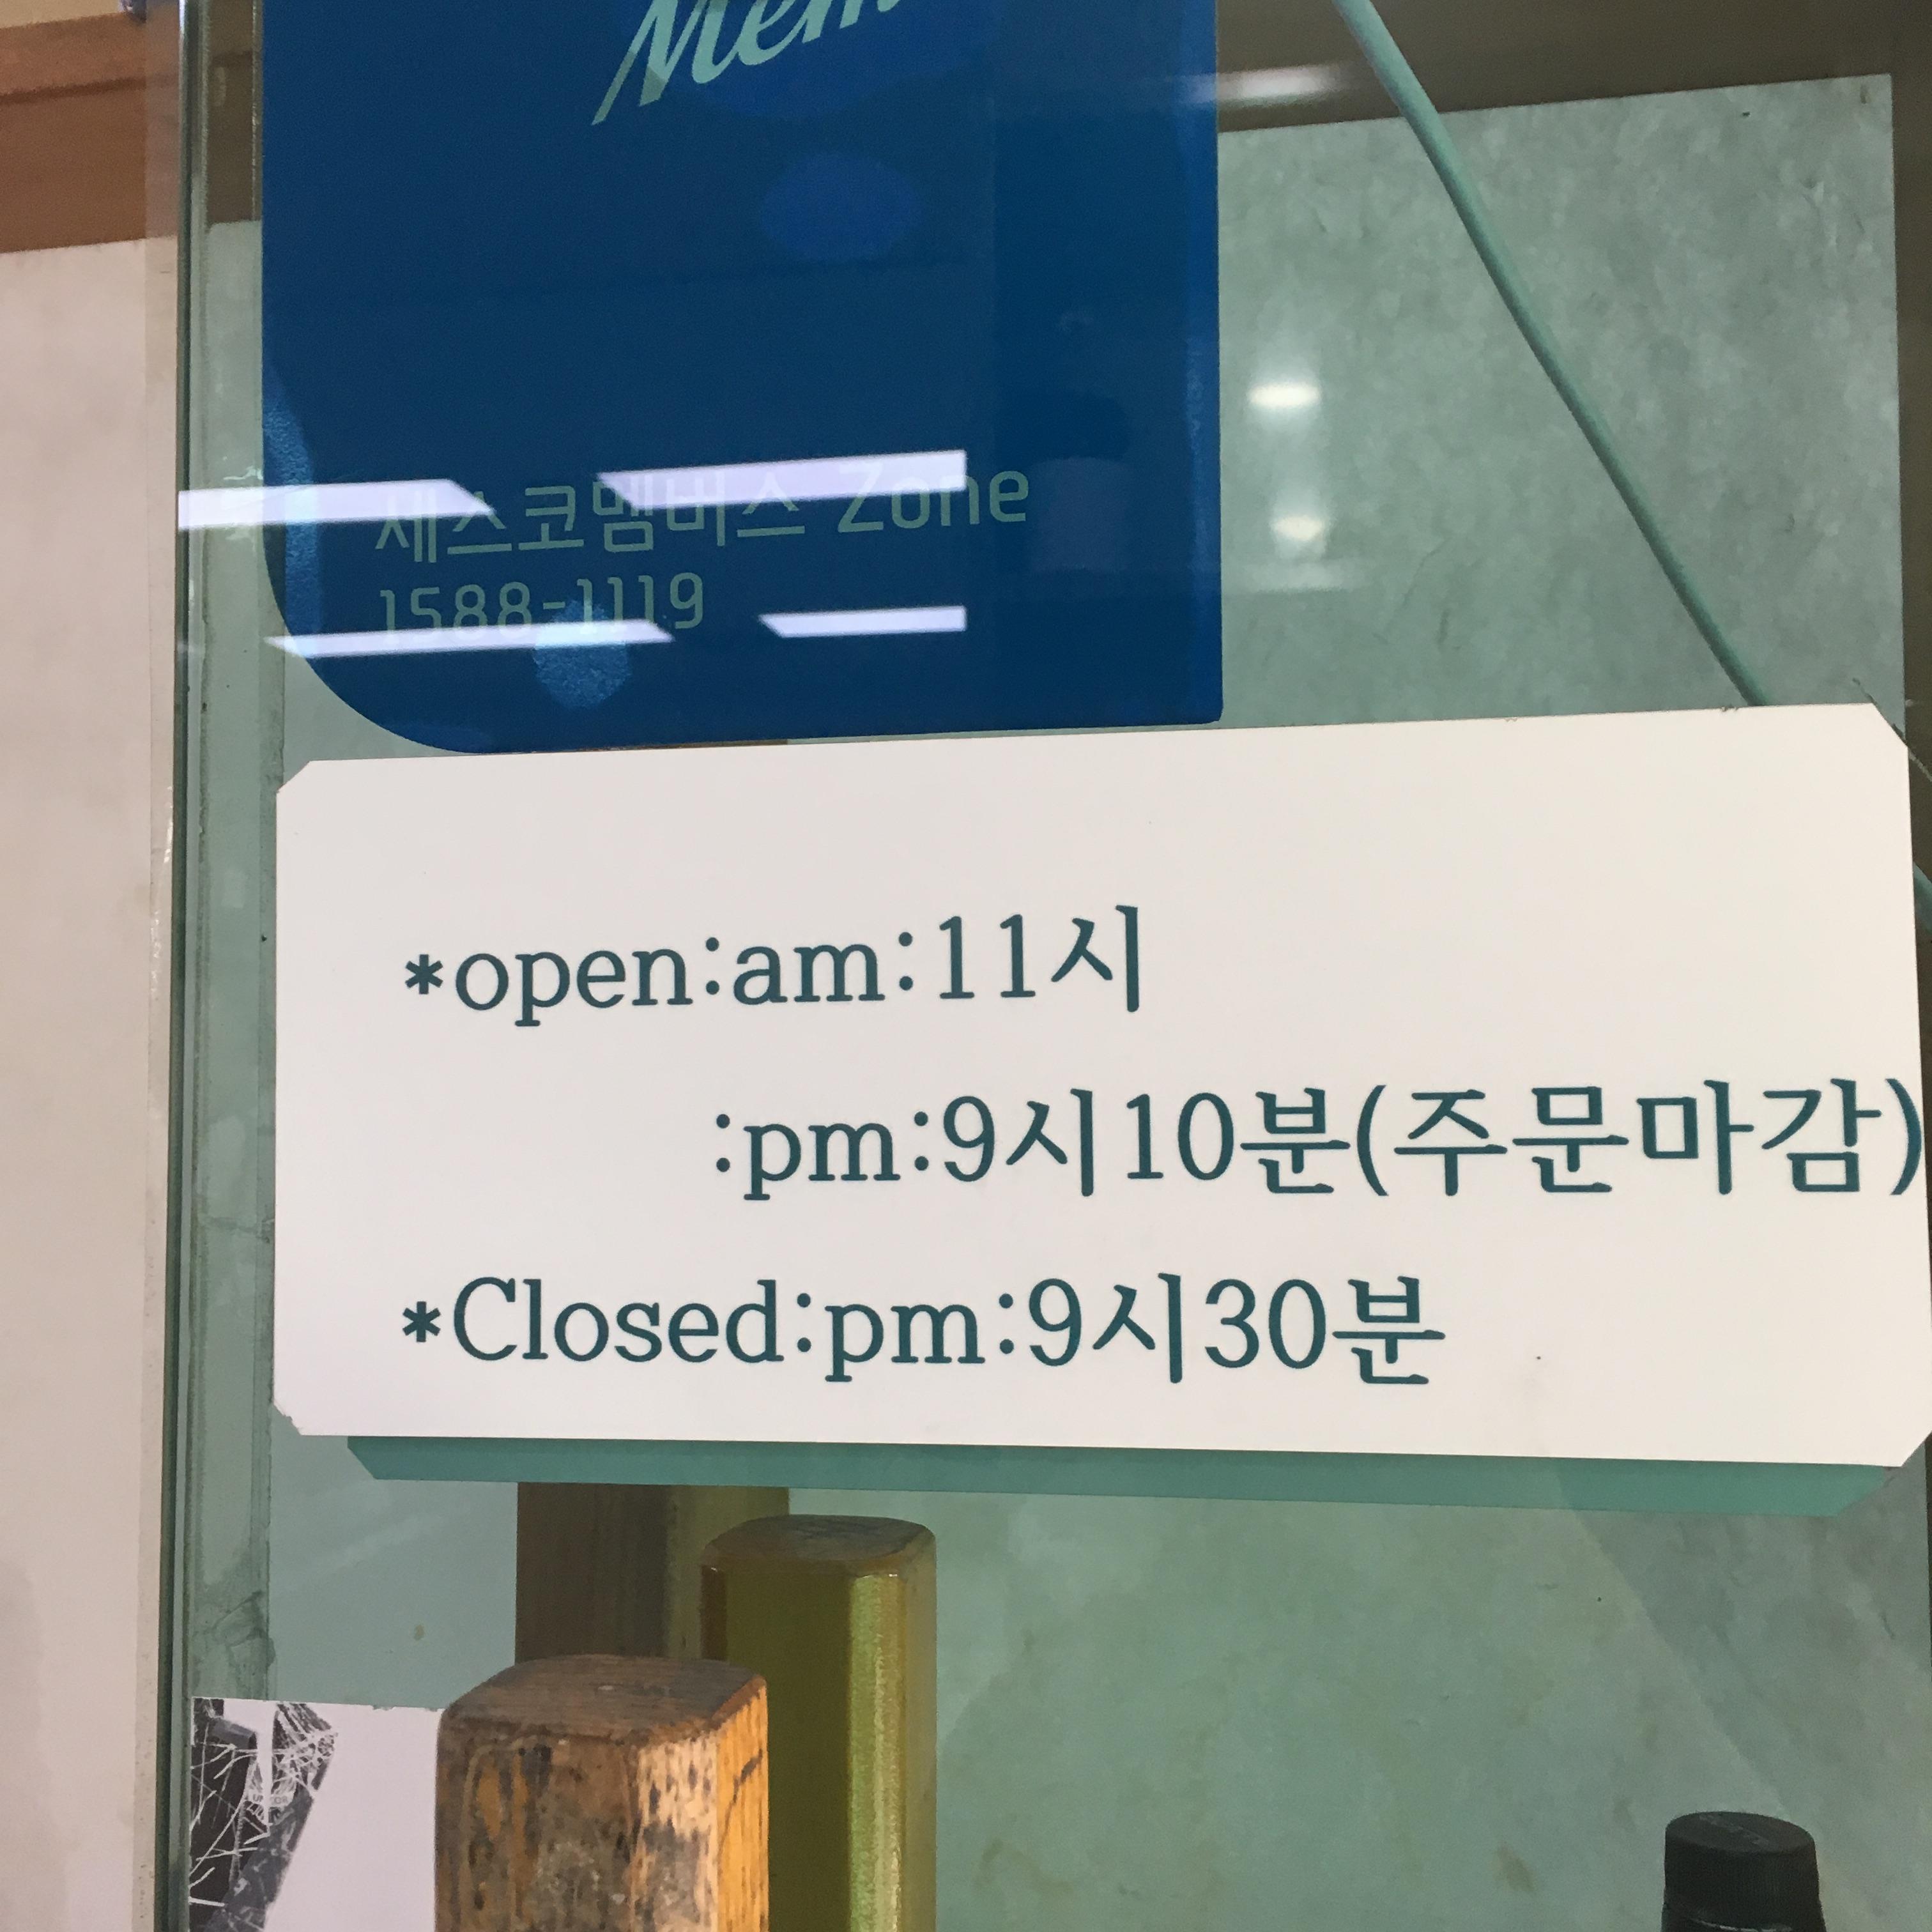 세스코멤버스 Zone
1588-1119
*open:am:11시
:pm:9시10분(주문마감)
*Closed:pm:9시30분